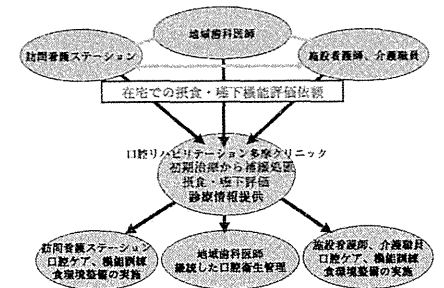 地域歯科医師
訪問看護ステーション
施設看護師、介護職員
在宅での摂食・嚥下機能評価依頼
口腔リハビリテーション多摩クリニック
初期治療から補綴処置
摂食・嚥下評価
診療情報提供
訪問看護ステーション
口腔ケア、機能訓練
食環境整備の実施
地域歯科医師
継続した口腔衛生管理
施設看護師、介護職員
口腔ケア、機能訓練
食環境整備の実施